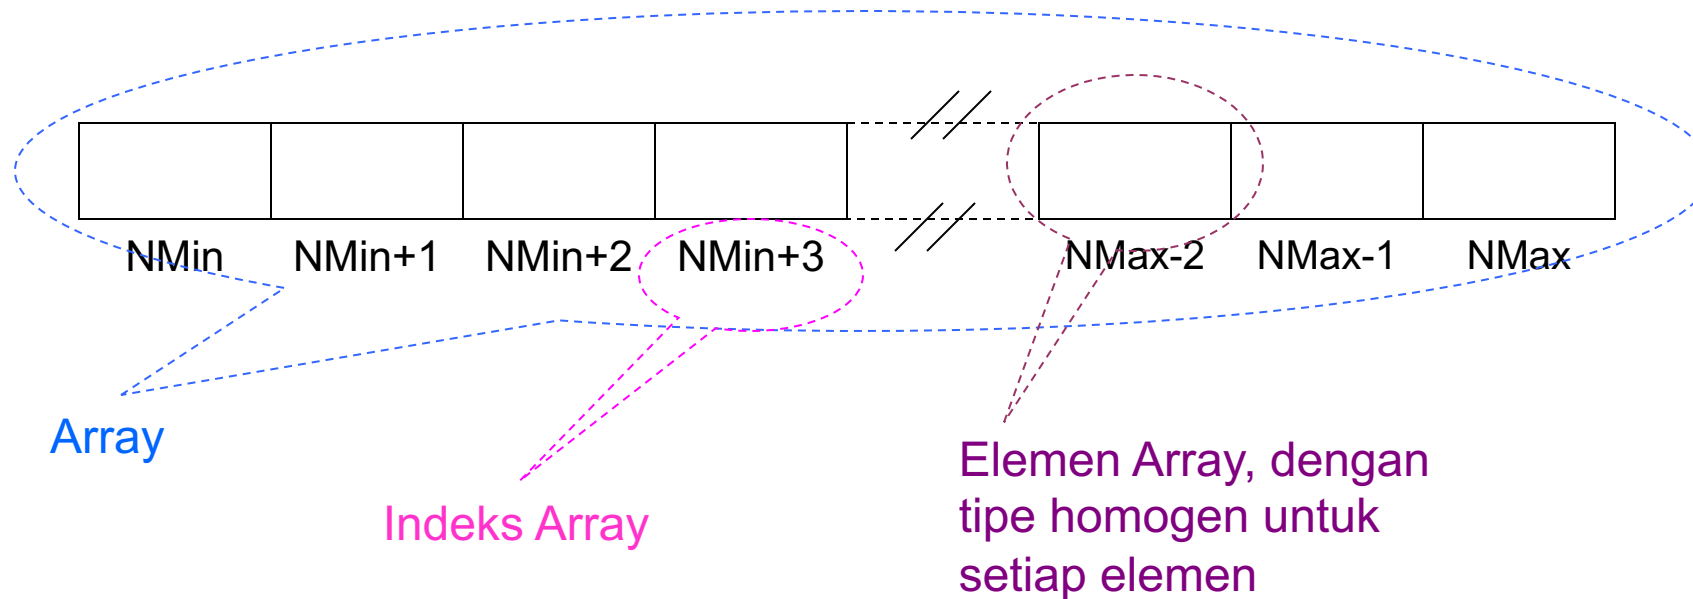 NMin NMin+1 NMin+2 NMin+3 NMax-2 NMax-1 NMax
Array
Indeks Array
Elemen Array, dengan
tipe homogen untuk
setiap elemen